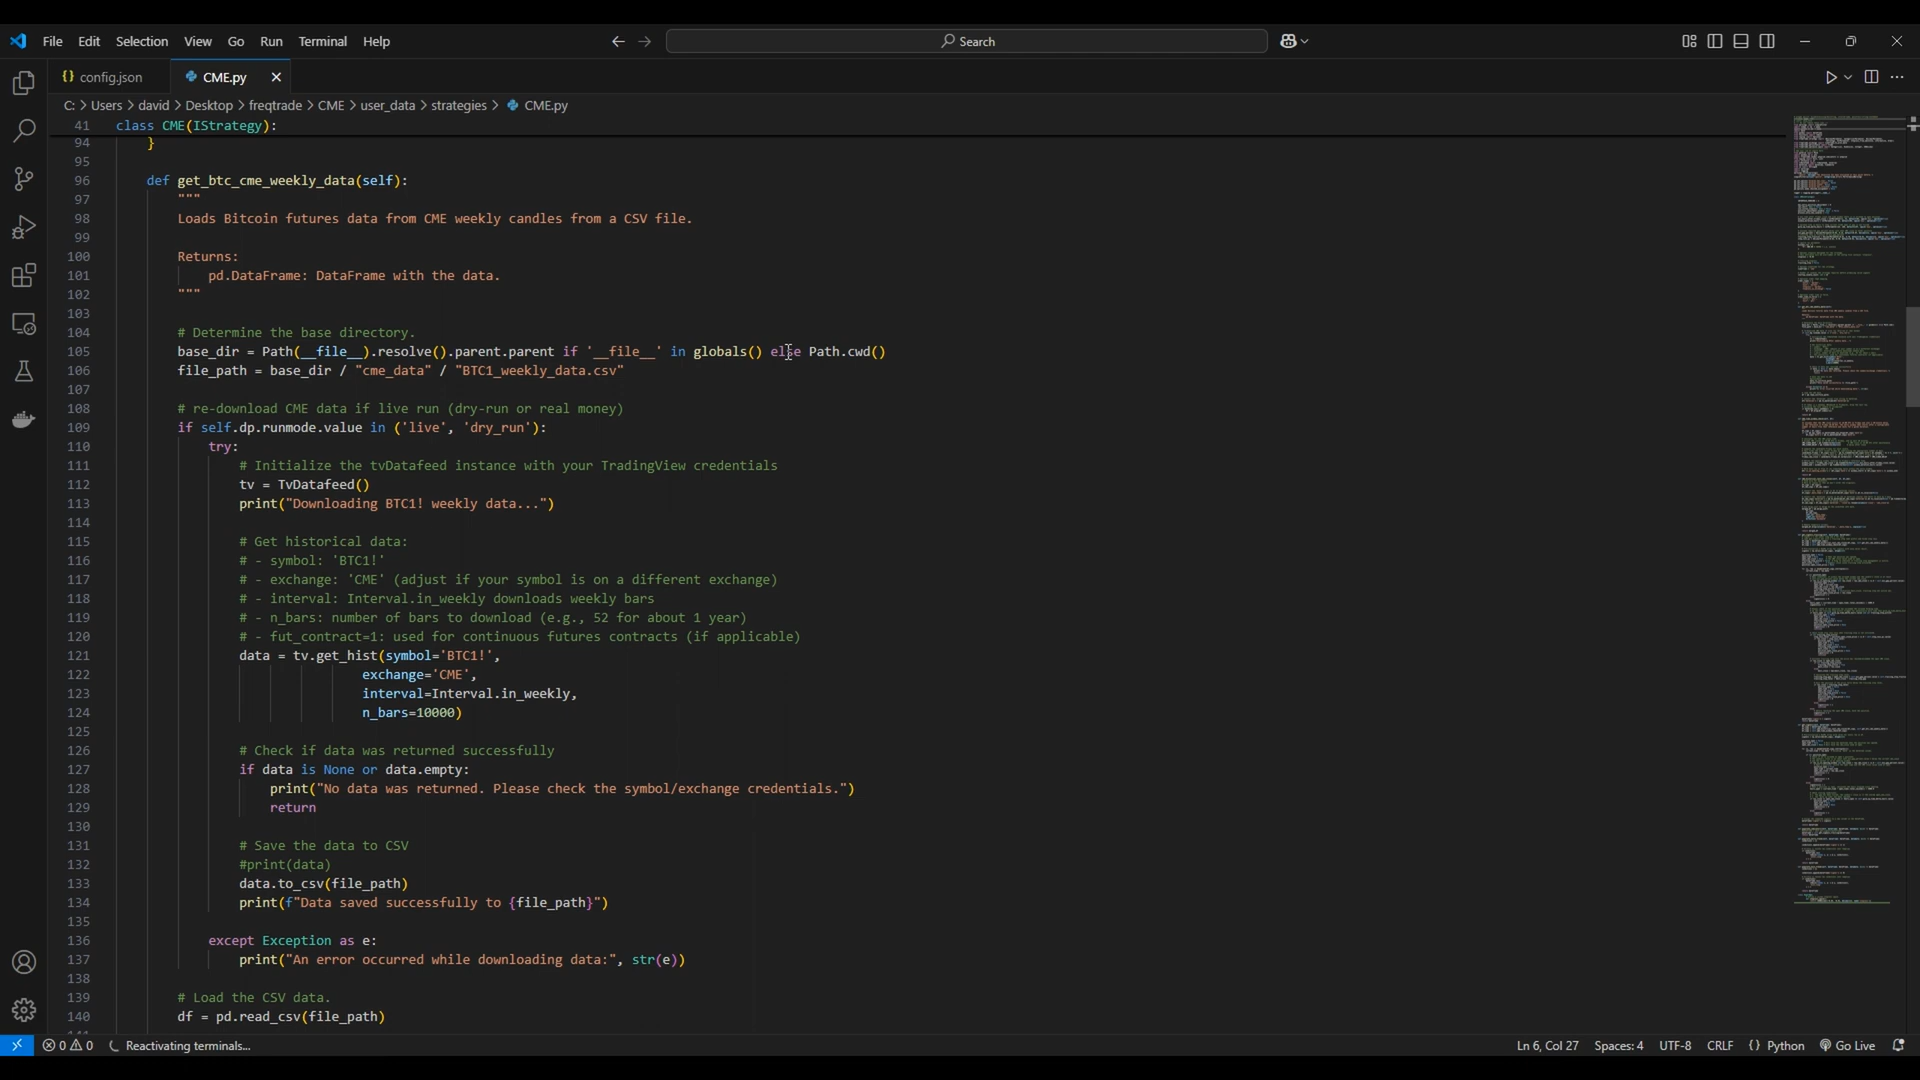 File Edit Selection View Go Run Terminal Help
Search
config.json
CME.py
C: > Users > david > Desktop > freqtrade > CME > user_data > strategies > CME.py
41 class CME(IStrategy):
94 }
95
96 def get_btc_cme_weekly_data(self):
97 """
98 Loads Bitcoin futures data from CME weekly candles from a CSV file.
99
100 Returns:
101 pd.DataFrame: DataFrame with the data.
102 """
103
104 # Determine the base directory.
105 base_dir = Path(__file__).resolve().parent.parent if '__file__' in globals() else Path.cwd()
106 file_path = base_dir / "cme_data" / "BTC1_weekly_data.csv"
107
108 # re-download CME data if live run (dry-run or real money)
109 if self.dp.runmode.value in ('live', 'dry_run'):
110 try:
111 # Initialize the tvDatafeed instance with your TradingView credentials
112 tv = TvDatafeed()
113 print("Downloading BTC1! weekly data...")
114
115 # Get historical data:
116 # - symbol: 'BTC1!'
117 # - exchange: 'CME' (adjust if your symbol is on a different exchange)
118 # - interval: Interval.in_weekly downloads weekly bars
119 # - n_bars: number of bars to download (e.g., 52 for about 1 year)
120 # - fut_contract=1: used for continuous futures contracts (if applicable)
121 data = tv.get_hist(symbol='BTC1!',
122 exchange='CME',
123 interval=Interval.in_weekly,
124 n_bars=10000)
125
126 # Check if data was returned successfully
127 if data is None or data.empty:
128 print("No data was returned. Please check the symbol/exchange credentials.")
129 return
130
131 # Save the data to CSV
132 #print(data)
133 data.to_csv(file_path)
134 print(f"Data saved successfully to {file_path}")
135
136 except Exception as e:
137 print("An error occurred while downloading data:", str(e))
138
139 # Load the CSV data.
140 df = pd.read_csv(file_path)
0 0 Reactivating terminals... Ln 6, Col 27 Spaces: 4 UTF-8 CRLF {} Python Go Live